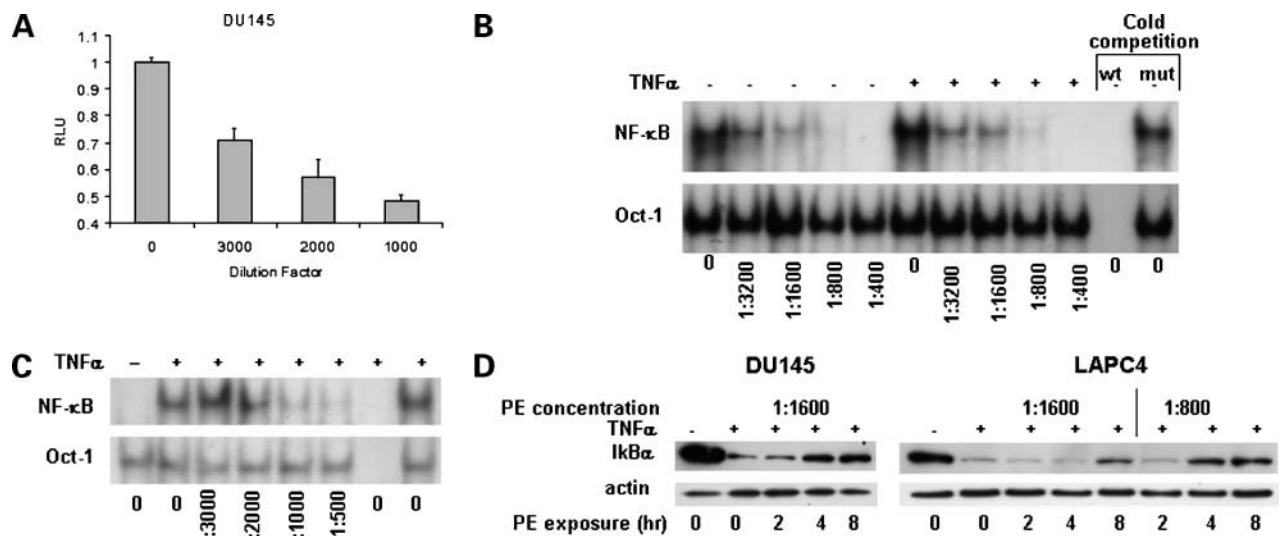 A
DU145
1.1
1
0.9
0.8
0.7
0.6
0.5
0.4
RLU
0 3000 2000 1000
Dilution Factor
B
Cold
competition
wt mut
TNFα - - - - - + + + + + - -
NF-κB
Oct-1
0 1:3200 1:1600 1:800 1:400 0 1:3200 1:1600 1:800 1:400 0 0
C
TNFα – + + + + + + +
NF-κB
Oct-1
0 0 :3000 :2000 :1000 1:500 0 0
D
DU145 LAPC4
PE concentration 1:1600 1:1600 1:800
TNFα - + + + + - + + + + + + +
IkBα
actin
PE exposure (hr) 0 0 2 4 8 0 0 2 4 8 2 4 8